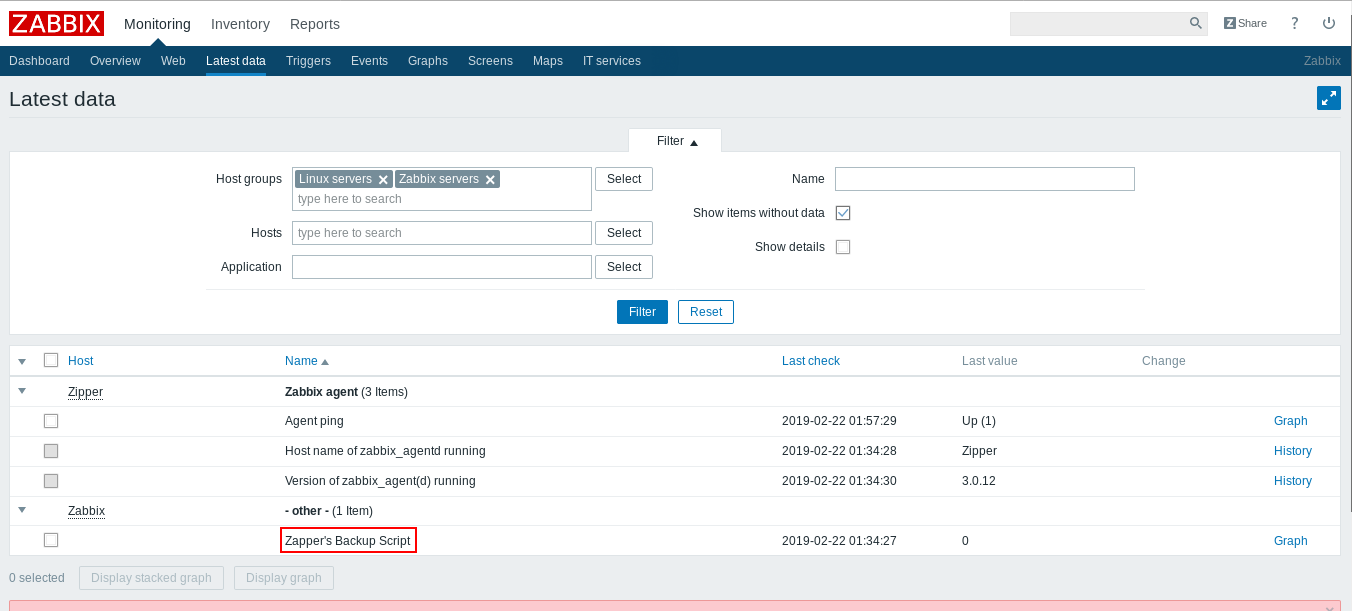 ZABBIX Monitoring Inventory Reports Z Share ?
Dashboard Overview Web Latest data Triggers Events Graphs Screens Maps IT services Zabbix
Latest data
Filter
Host groups Linux servers Zabbix servers Select Name
type here to search
Show items without data
Hosts type here to search Select
Show details
Application Select
Filter Reset
Host Name Last check Last value Change
Zipper Zabbix agent (3 Items)
Agent ping 2019-02-22 01:57:29 Up (1) Graph
Host name of zabbix_agentd running 2019-02-22 01:34:28 Zipper History
Version of zabbix_agent(d) running 2019-02-22 01:34:30 3.0.12 History
Zabbix - other - (1 Item)
Zapper's Backup Script 2019-02-22 01:34:27 0 Graph
0 selected Display stacked graph Display graph